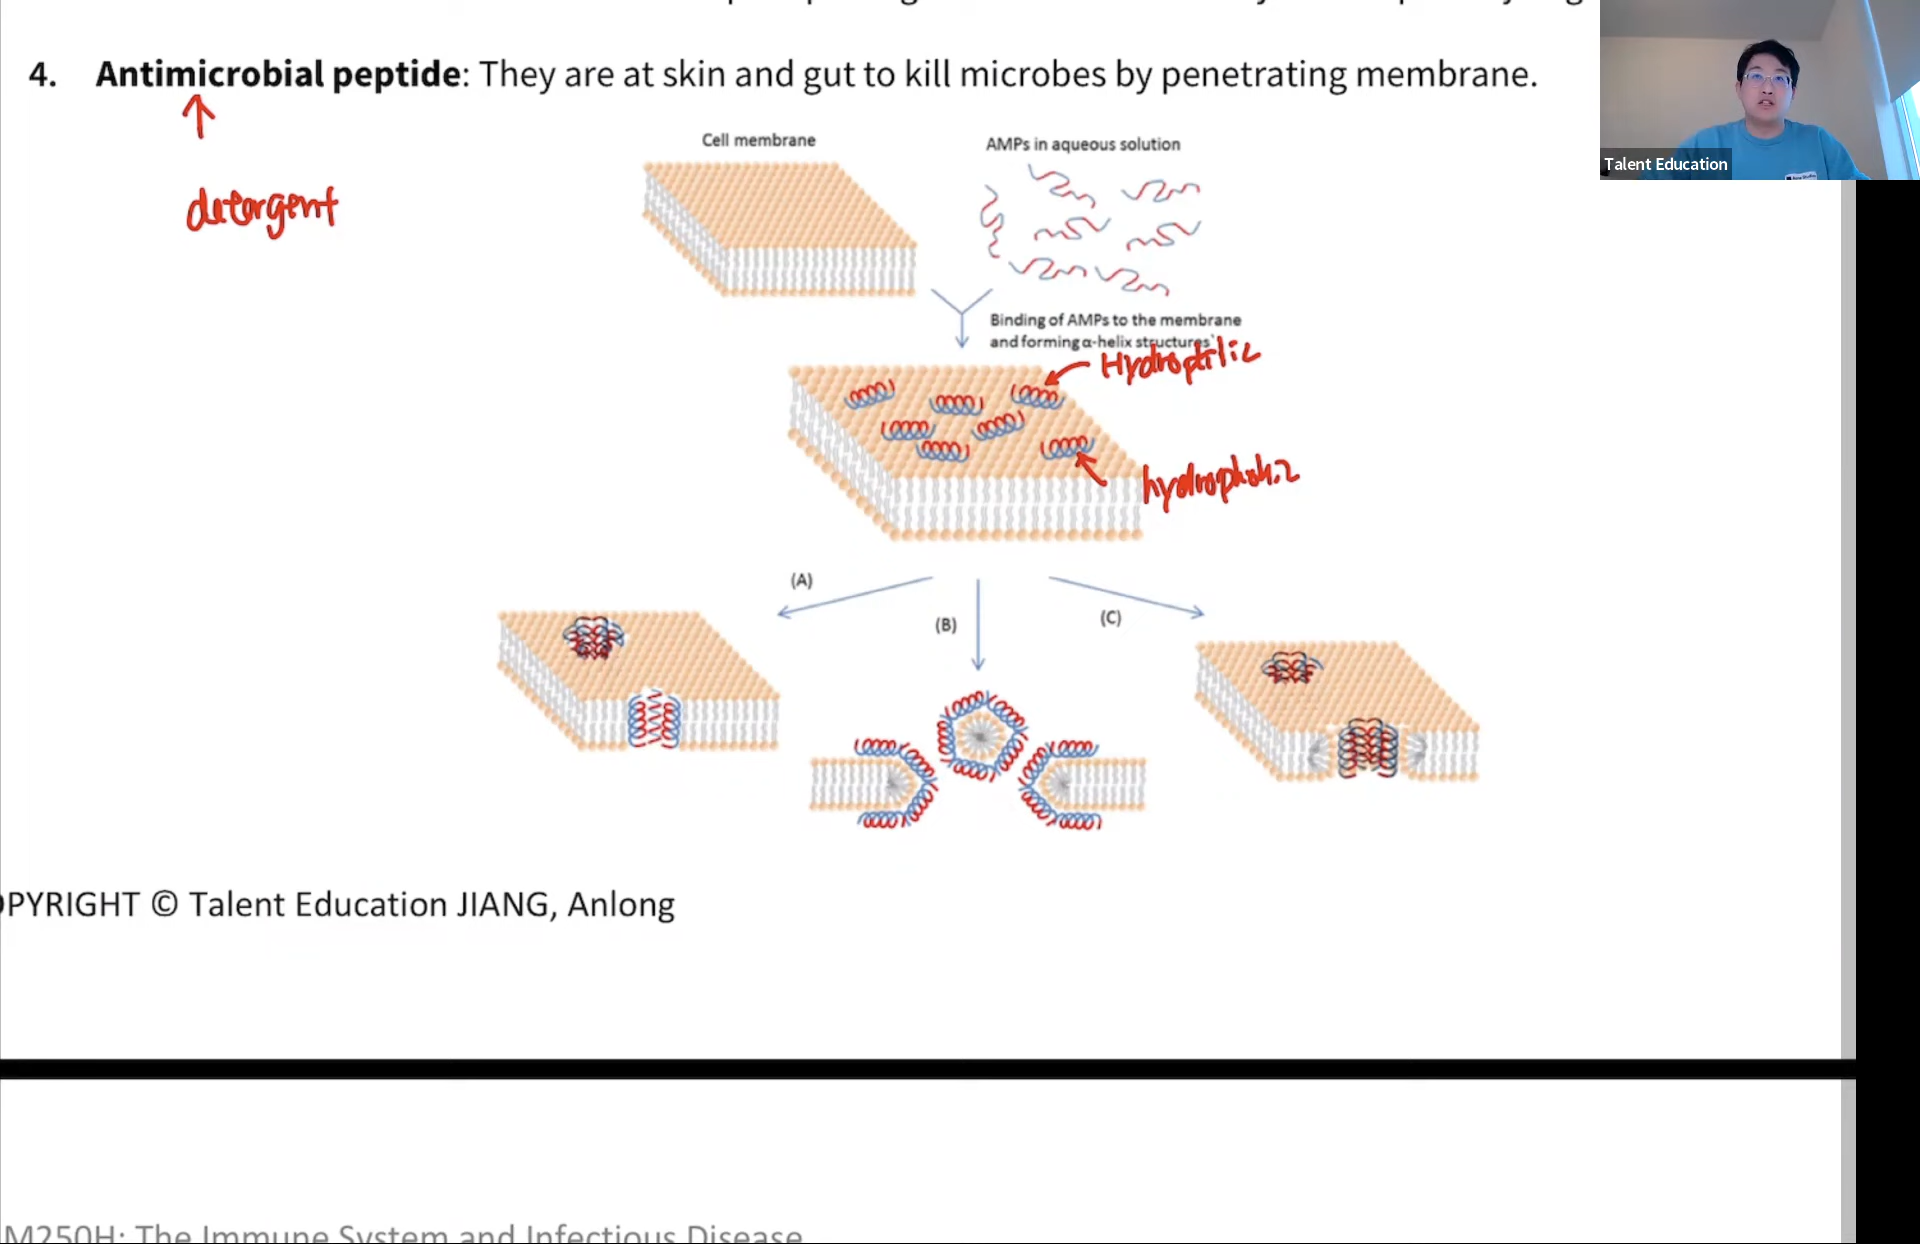 4. Antimicrobial peptide: They are at skin and gut to kill microbes by penetrating membrane.
Talent Education
detergent
Cell membrane
AMPs in aqueous solution
Binding of AMPs to the membrane
and forming α-helix structures
Hydrophilic
hydrophobic
(A)
(B)
(C)
OPYRIGHT © Talent Education JIANG, Anlong
M250H: The Immune System and Infectious Disease